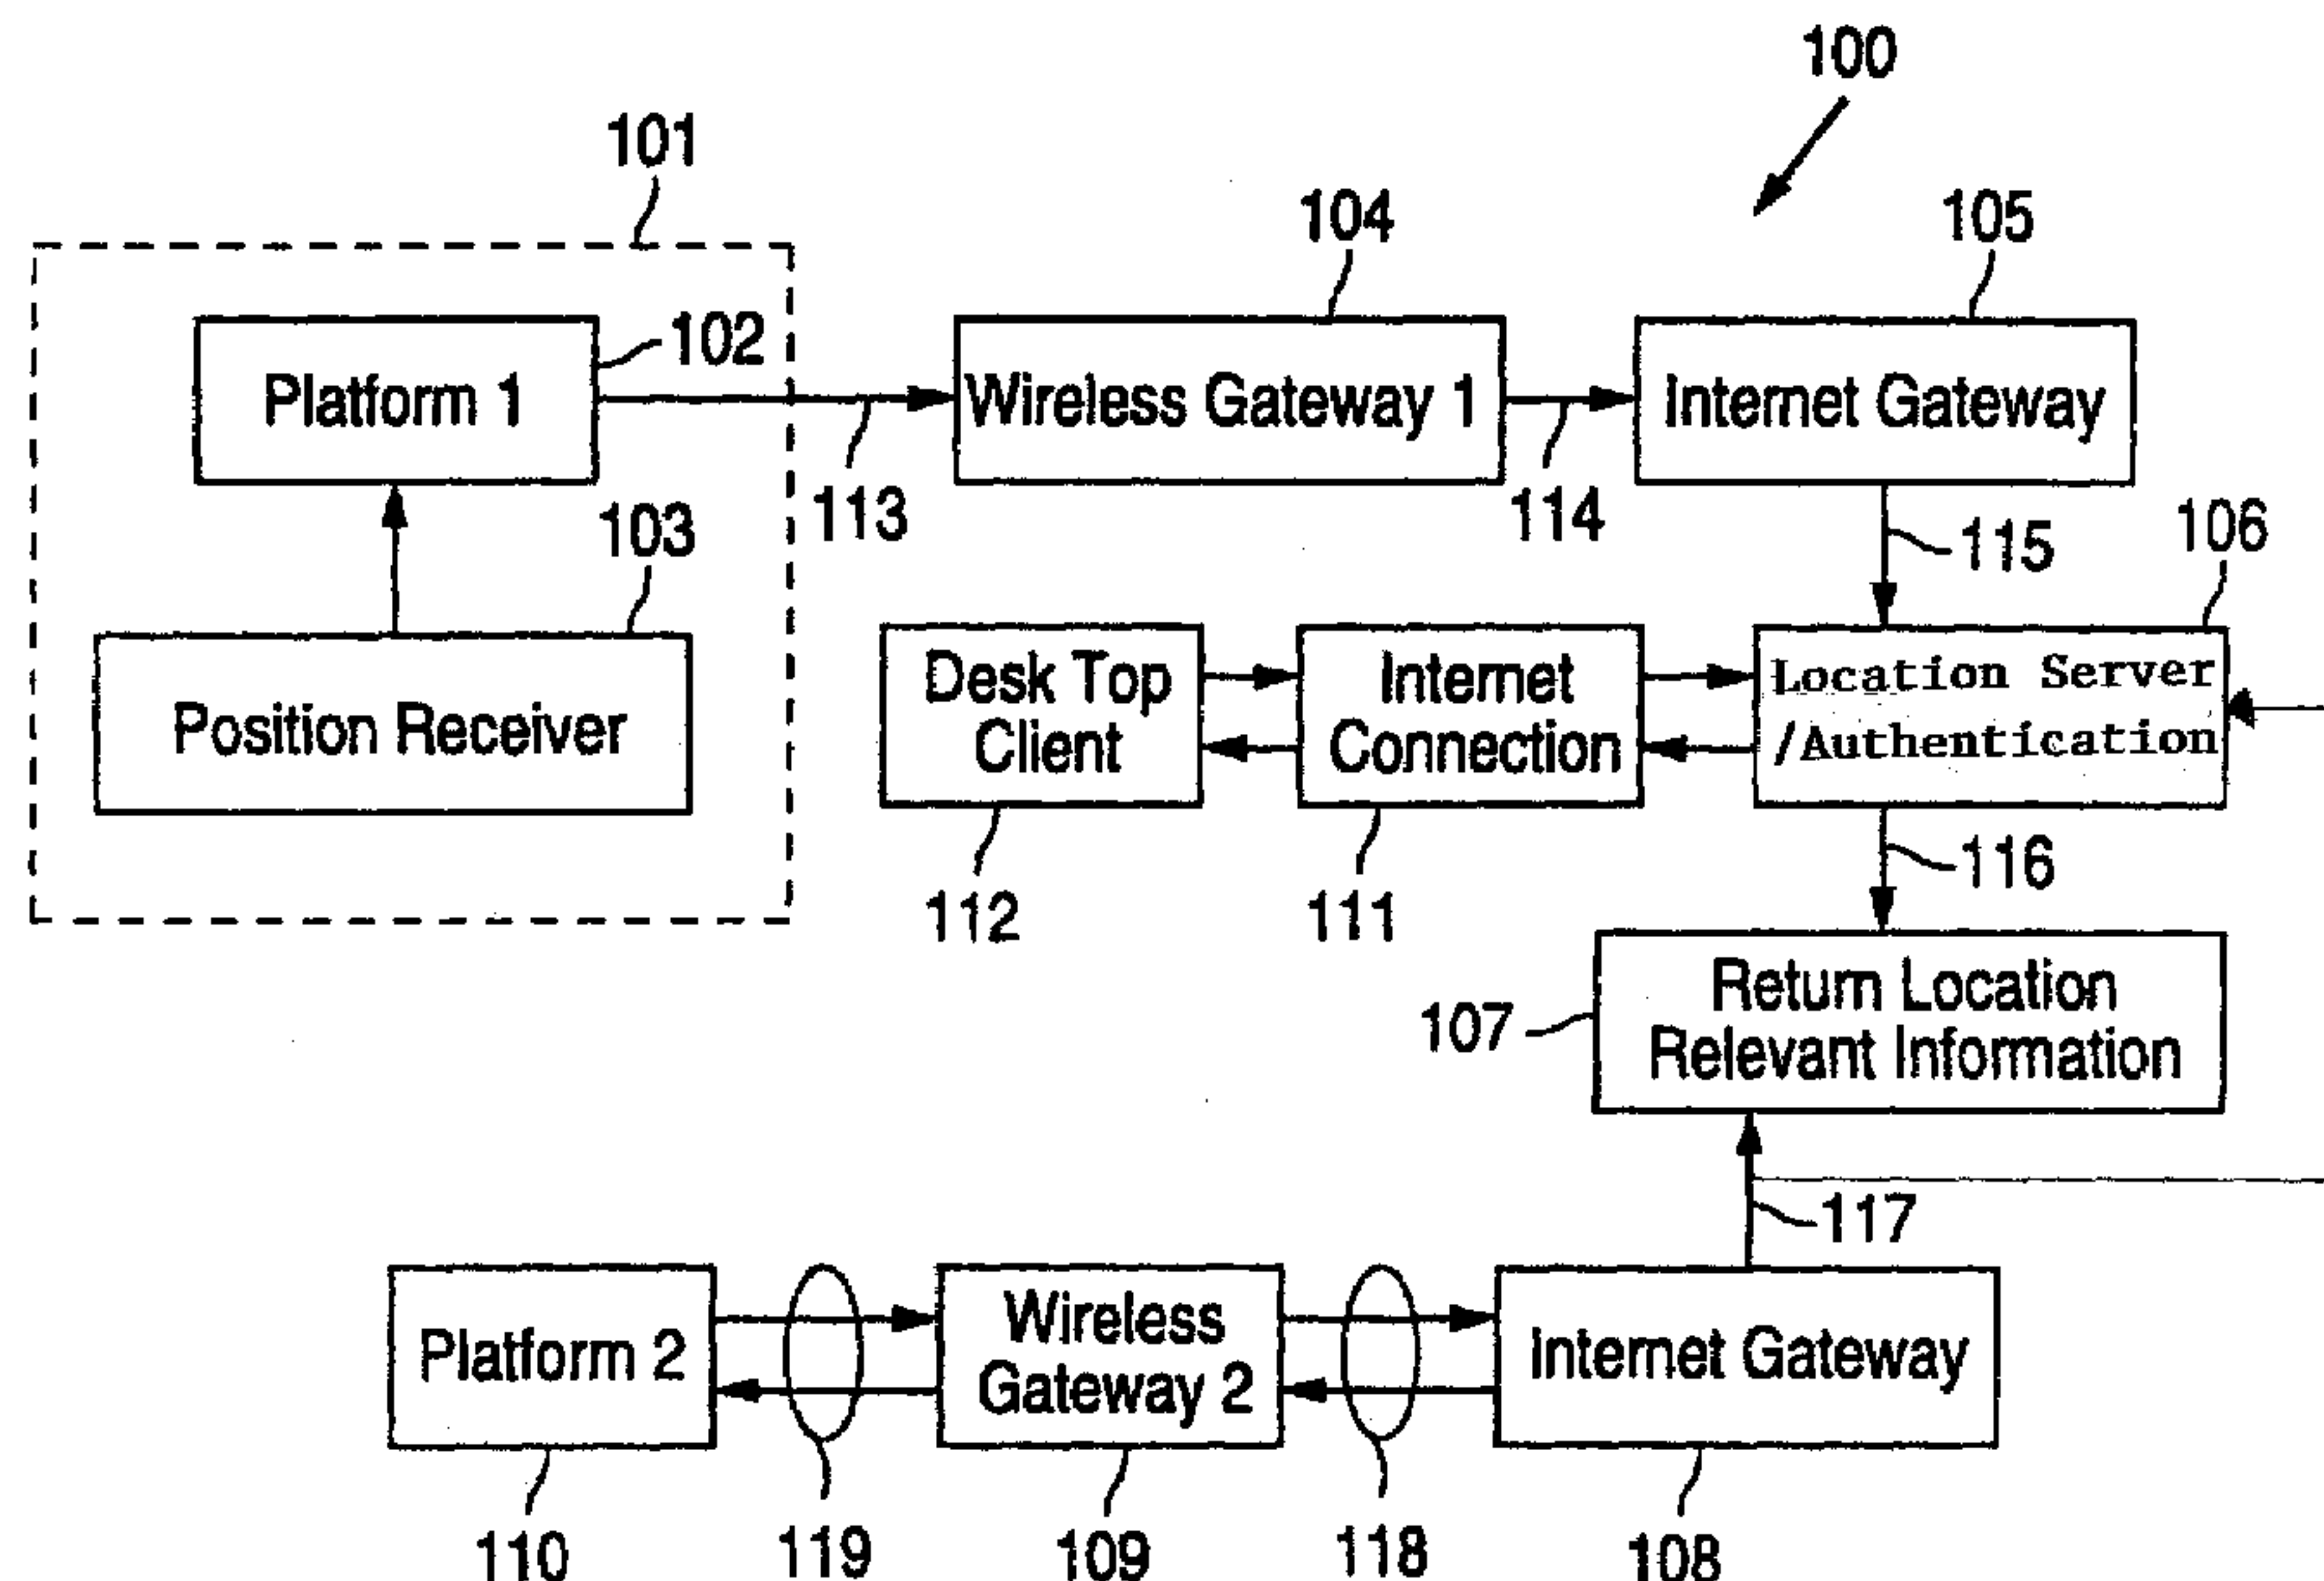 100
101
104
105
102
Platform 1
Wireless Gateway 1
Internet Gateway
113
114
103
115
106
Position Receiver
Desk Top
Client
Internet
Connection
Location Server
/Authentication
112
111
116
107
Return Location
Relevant Information
117
Platform 2
Wireless
Gateway 2
Internet Gateway
110
119
109
118
108